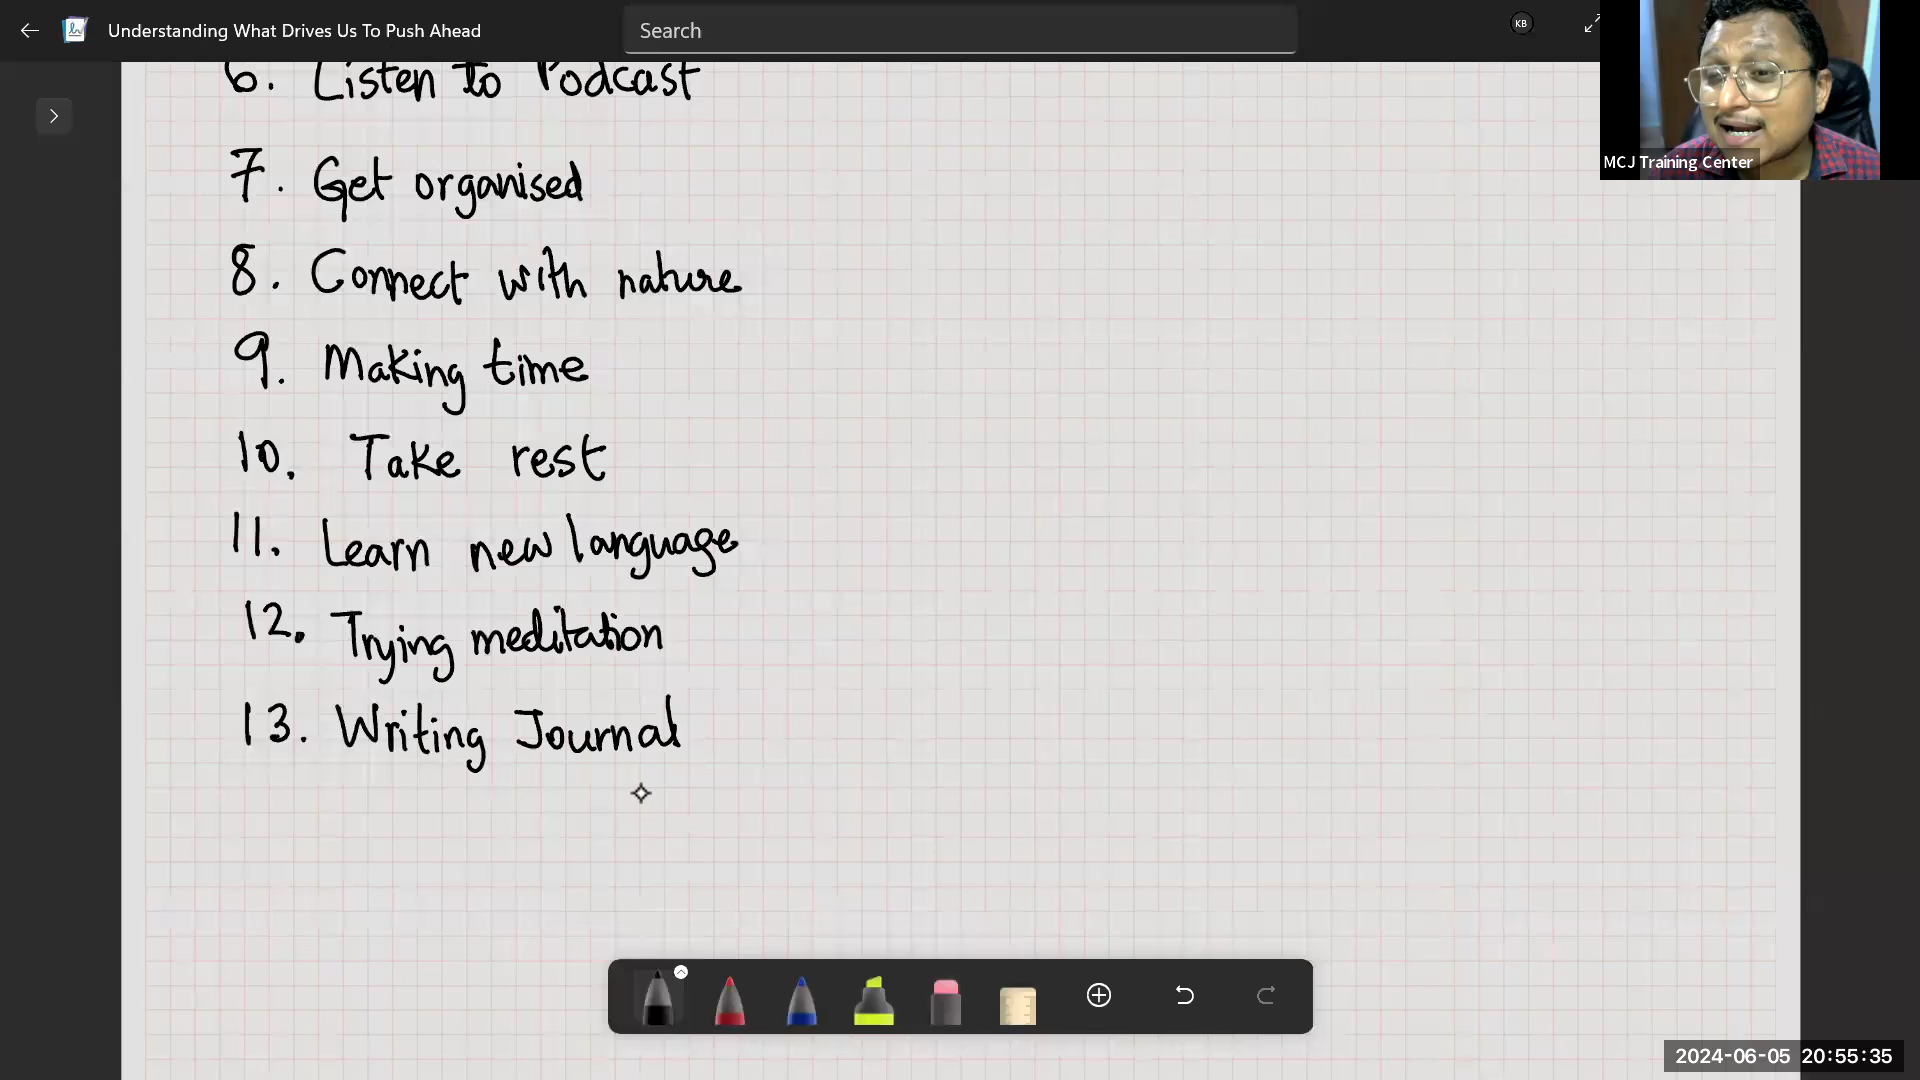 Understanding What Drives Us To Push Ahead
Search
KB
MCJ Training Center
6. Listen to Podcast
7. Get organised
8. Connect with nature
9. Making time
10. Take rest
11. Learn new language
12. Trying meditation
13. Writing Journal
2024-06-05 20:55:35